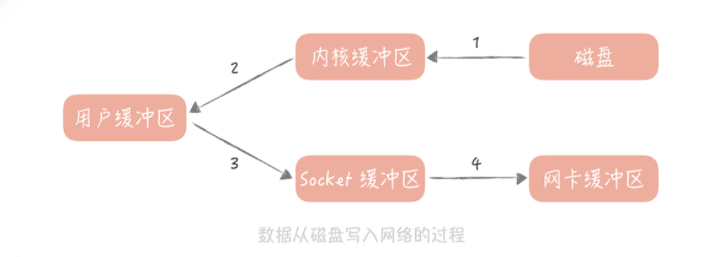 1
内核缓冲区
磁盘
2
用户缓冲区
3
4
Socket 缓冲区
网卡缓冲区
数据从磁盘写入网络的过程